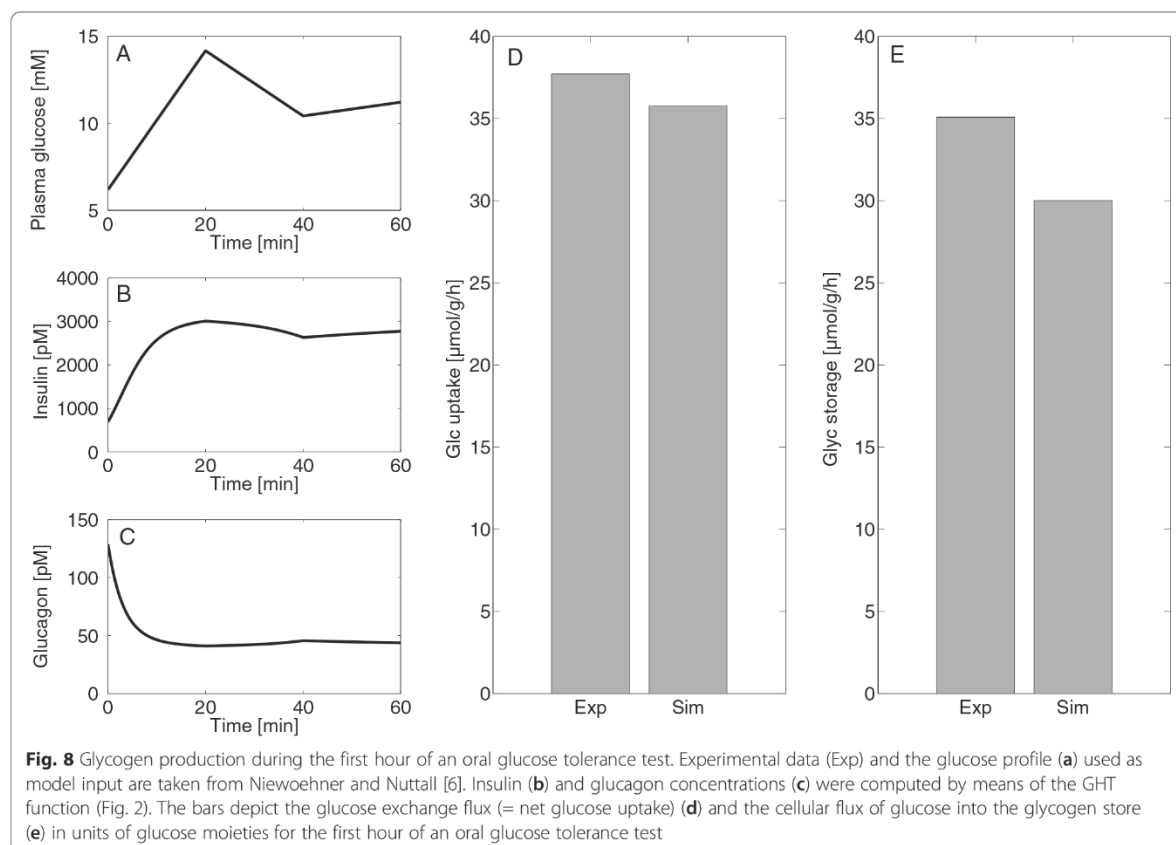 A
Plasma glucose [mM]
15
10
5
0 20 40 60
Time [min]
B
Insulin [pM]
4000
3000
2000
1000
0
0 20 40 60
Time [min]
C
Glucagon [pM]
150
100
50
0
0 20 40 60
Time [min]
D
Glc uptake [µmol/g/h]
40
35
30
25
20
15
10
5
0
Exp Sim
E
Glyc storage [µmol/g/h]
40
35
30
25
20
15
10
5
0
Exp Sim
Fig. 8 Glycogen production during the first hour of an oral glucose tolerance test. Experimental data (Exp) and the glucose profile (a) used as
model input are taken from Niewoehner and Nuttall [6]. Insulin (b) and glucagon concentrations (c) were computed by means of the GHT
function (Fig. 2). The bars depict the glucose exchange flux (= net glucose uptake) (d) and the cellular flux of glucose into the glycogen store
(e) in units of glucose moieties for the first hour of an oral glucose tolerance test